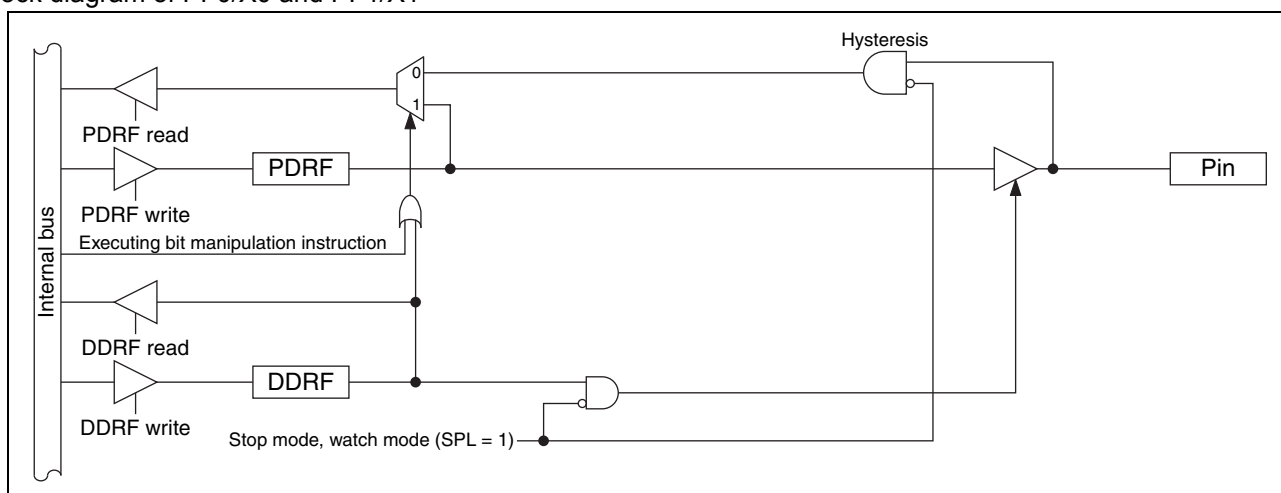 Hysteresis
0
1
PDRF read
PDRF
Pin
PDRF write
Executing bit manipulation instruction
Internal bus
DDRF read
DDRF
DDRF write
Stop mode, watch mode (SPL = 1)